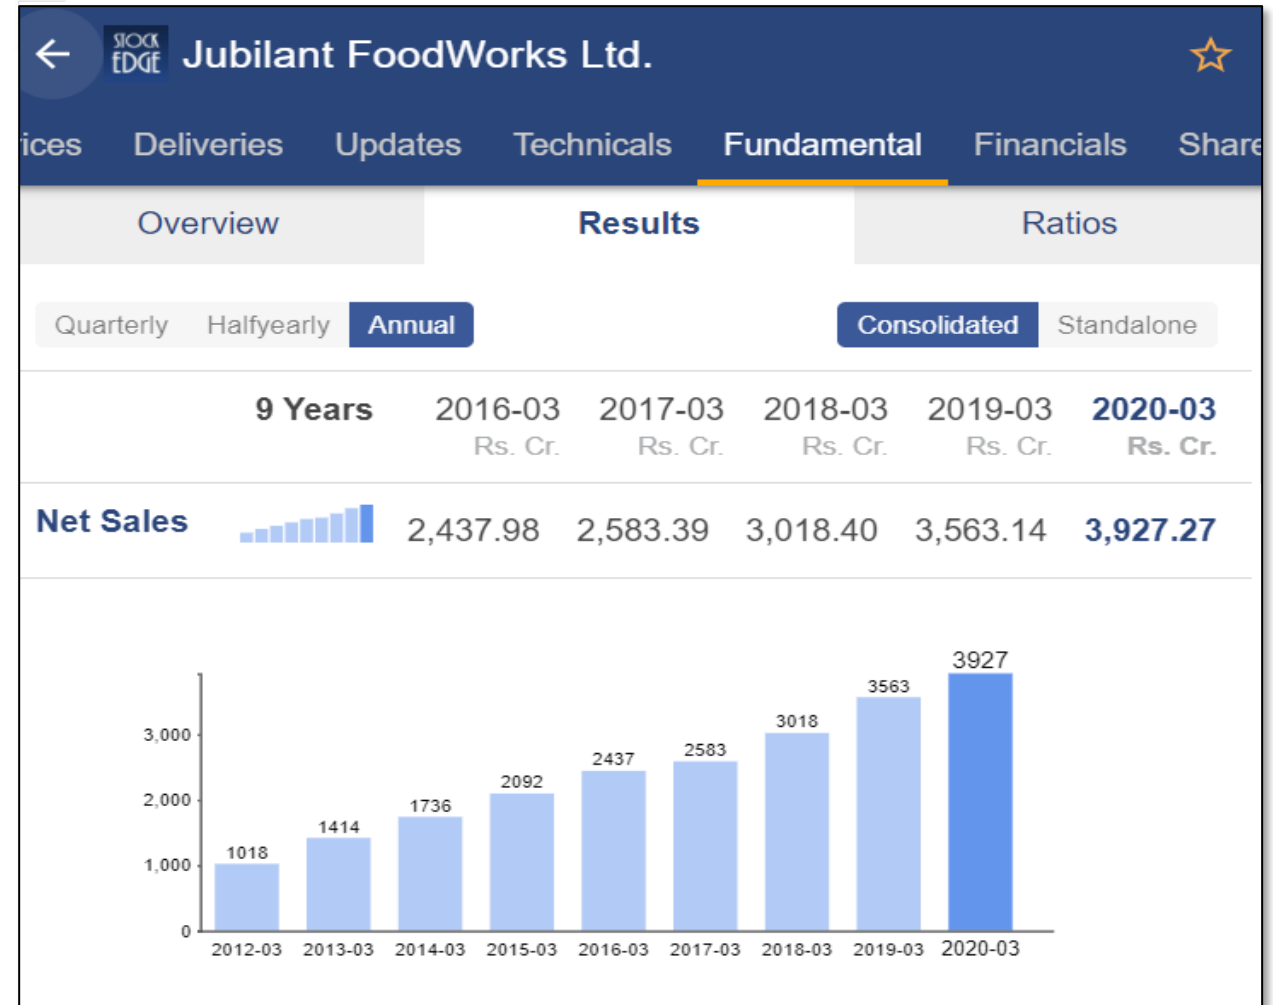 STOCK
EDGE
Jubilant FoodWorks Ltd.
ices Deliveries Updates Technicals Fundamental Financials Share
Overview Results Ratios
Quarterly Halfyearly Annual Consolidated Standalone
9 Years 2016-03 2017-03 2018-03 2019-03 2020-03
Rs. Cr. Rs. Cr. Rs. Cr. Rs. Cr. Rs. Cr.
Net Sales 2,437.98 2,583.39 3,018.40 3,563.14 3,927.27
3927
3563
3,000 3018
2583
2437
2,000 2092
1736
1414
1,000 1018
0
2012-03 2013-03 2014-03 2015-03 2016-03 2017-03 2018-03 2019-03 2020-03